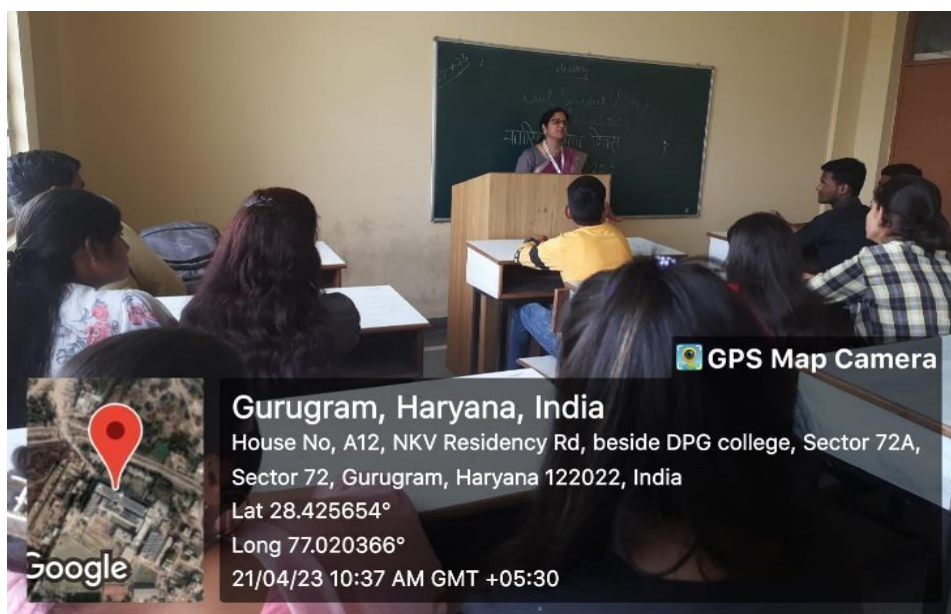 History
Civil
GPS Map Camera
Gurugram, Haryana, India
House No, A12, NKV Residency Rd, beside DPG college, Sector 72A,
Sector 72, Gurugram, Haryana 122022, India
Lat 28.425654°
Long 77.020366°
21/04/23 10:37 AM GMT +05:30
Google